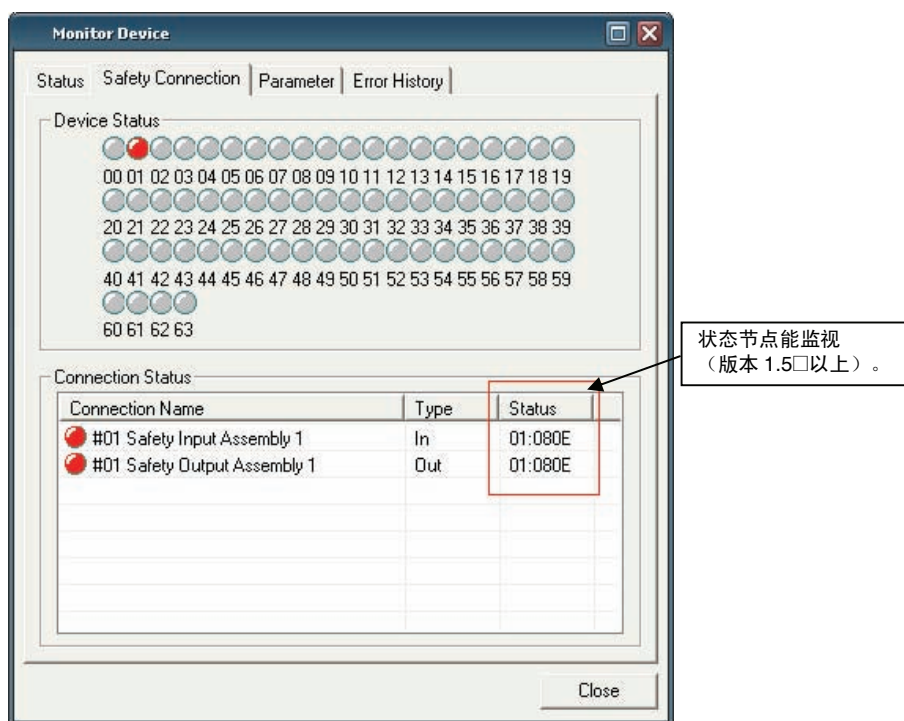 Monitor Device
Status Safety Connection Parameter Error History
Device Status
00 01 02 03 04 05 06 07 08 09 10 11 12 13 14 15 16 17 18 19
20 21 22 23 24 25 26 27 28 29 30 31 32 33 34 35 36 37 38 39
40 41 42 43 44 45 46 47 48 49 50 51 52 53 54 55 56 57 58 59
60 61 62 63
状态节点能监视
（版本 1.5□以上）。
Connection Status
Connection Name Type Status
#01 Safety Input Assembly 1 In 01:080E
#01 Safety Output Assembly 1 Out 01:080E
Close